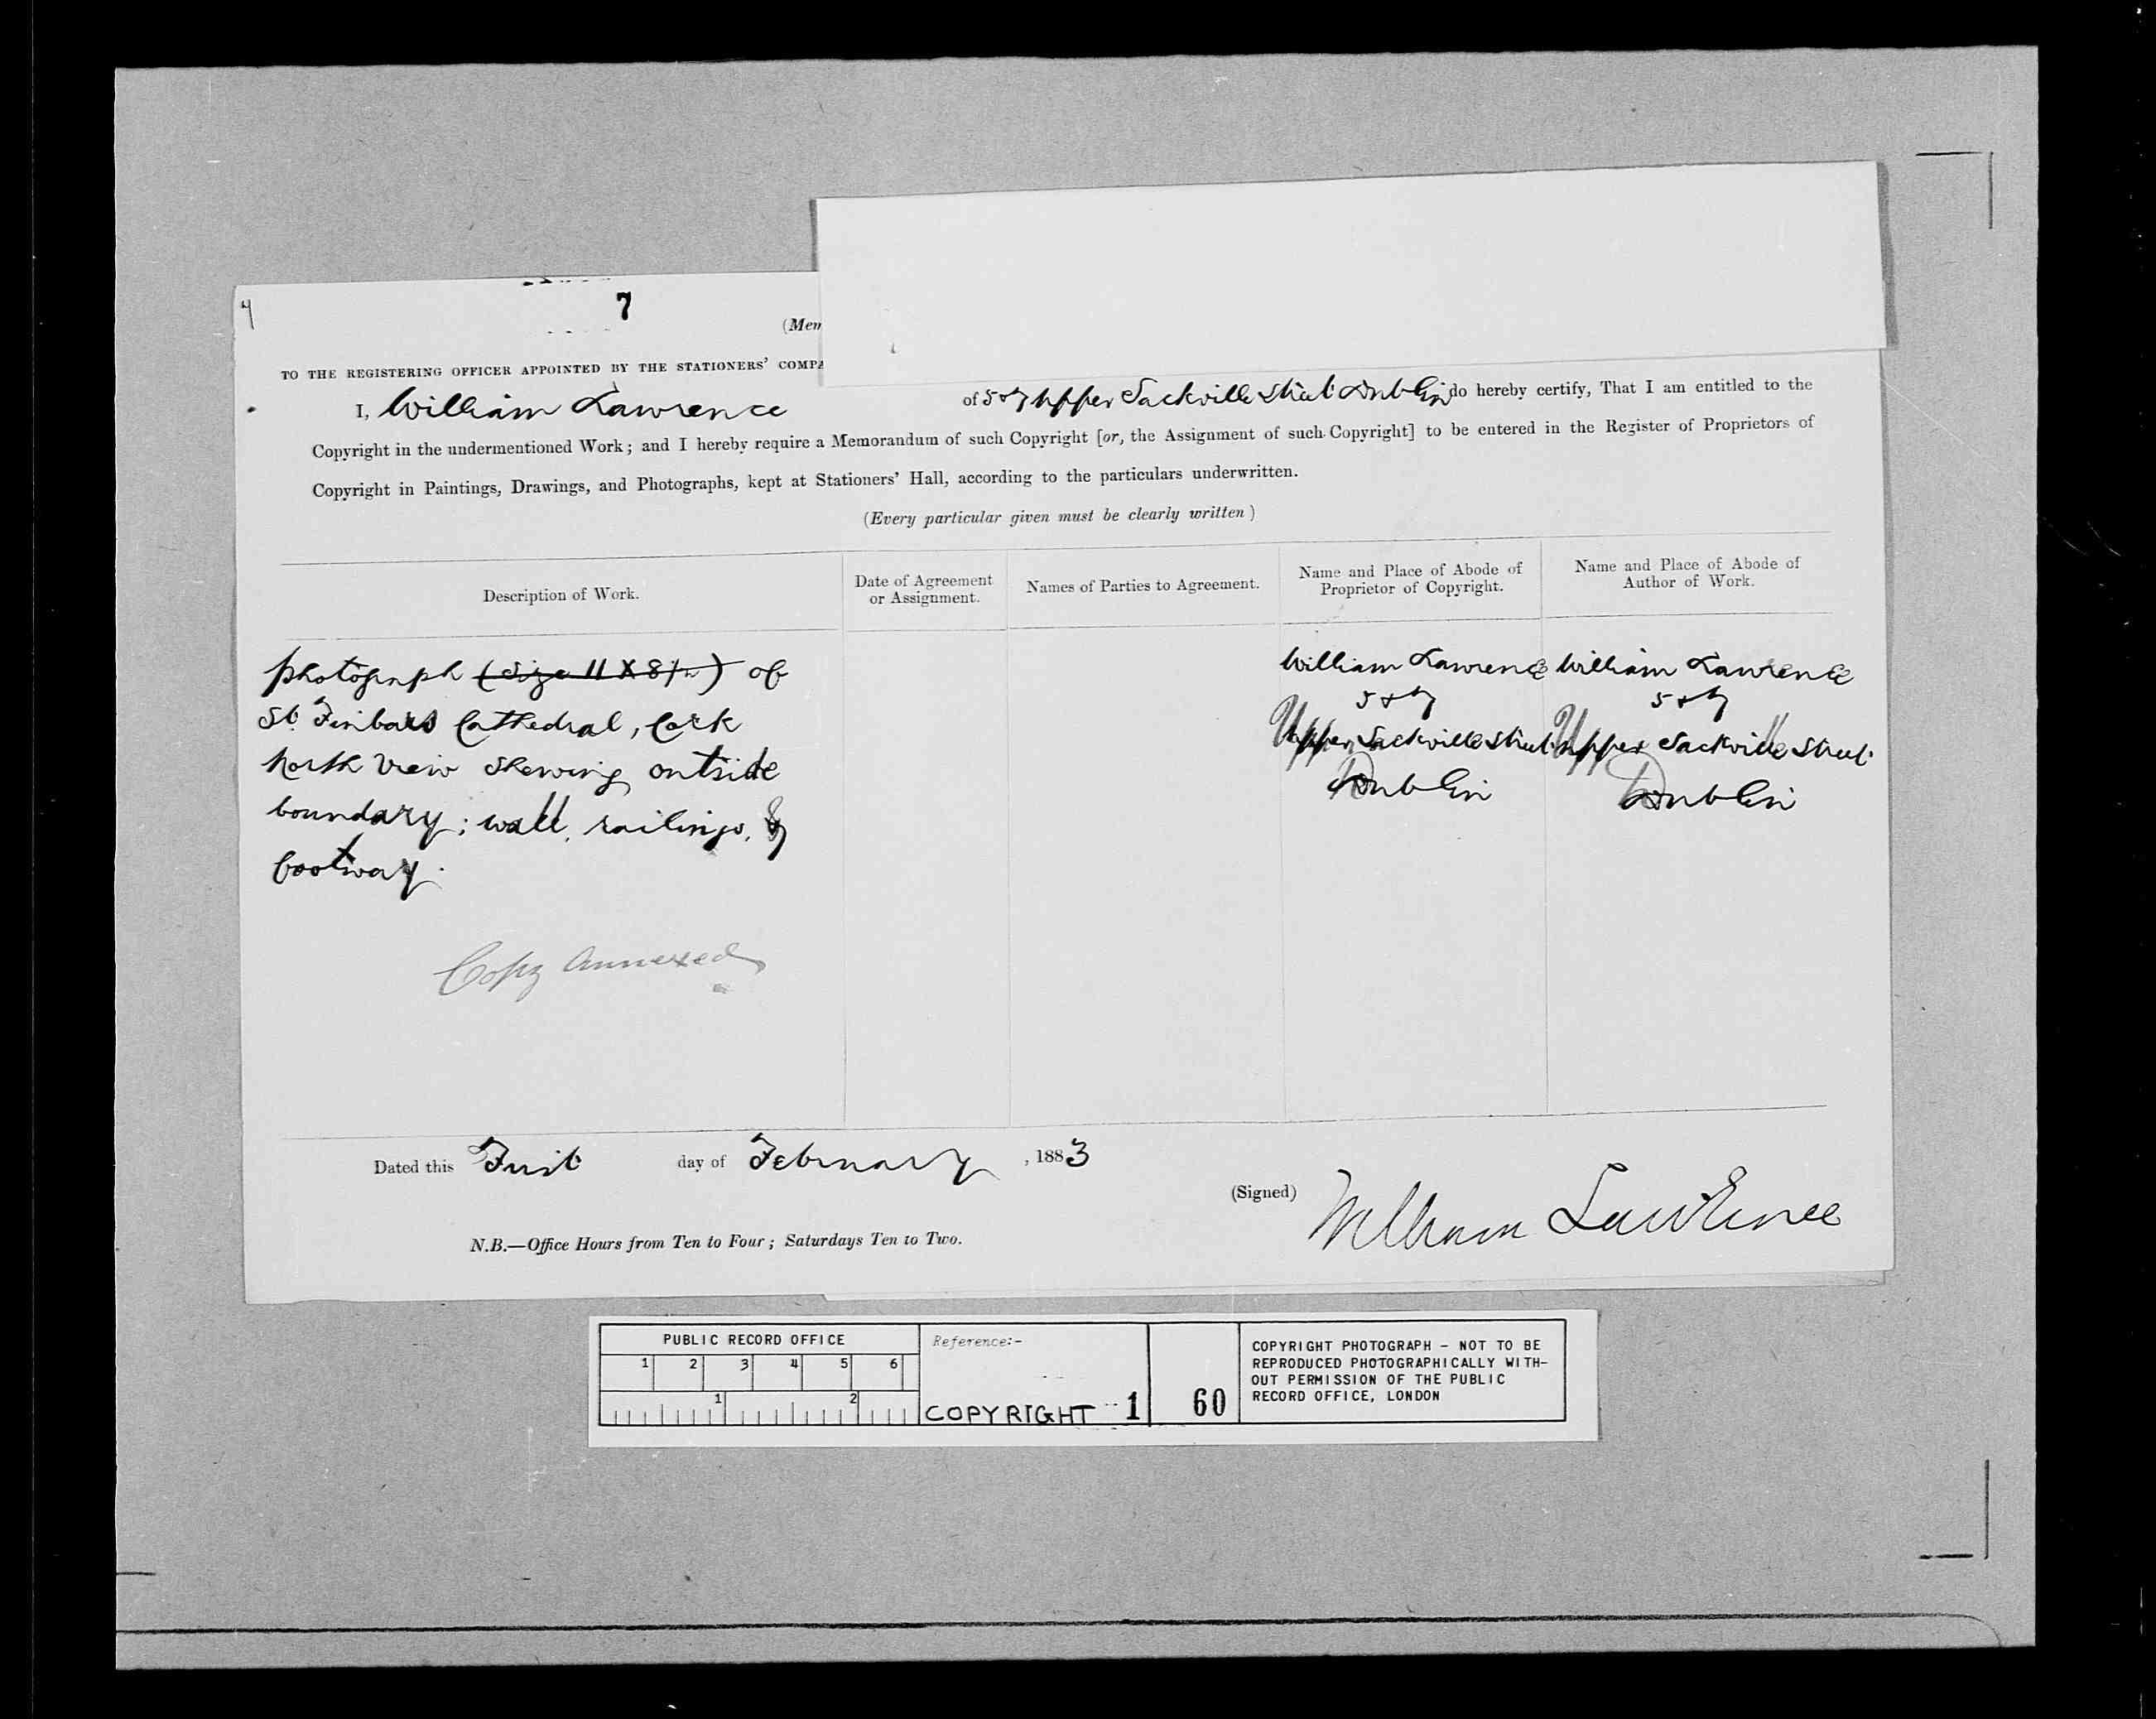 7
(Mem
TO THE REGISTERING OFFICER APPOINTED BY THE STATIONERS' COMPA
I, William Lawrence of 5 & 7 Upper Sackville Street Dublin do hereby certify, That I am entitled to the
Copyright in the undermentioned Work; and I hereby require a Memorandum of such Copyright [or, the Assignment of such Copyright] to be entered in the Register of Proprietors of
Copyright in Paintings, Drawings, and Photographs, kept at Stationers' Hall, according to the particulars underwritten.
(Every particular given must be clearly written)
Description of Work.
Date of Agreement
or Assignment.
Names of Parties to Agreement.
Name and Place of Abode of
Proprietor of Copyright.
Name and Place of Abode of
Author of Work.
photograph (size 11 X 8½) of
St. Finbars Cathedral, Cork
North View shewing outside
boundary; wall, railings, &
footway.
Copy Annexed
William Lawrence
5 & 7
Upper Sackville Street
Dublin
William Lawrence
5 & 7
Upper Sackville Street
Dublin
Dated this First day of February, 1883
(Signed) William Lawrence
N.B.—Office Hours from Ten to Four; Saturdays Ten to Two.
PUBLIC RECORD OFFICE
1 2 3 4 5 6
1 2
Reference:-
COPYRIGHT 1 60
COPYRIGHT PHOTOGRAPH - NOT TO BE
REPRODUCED PHOTOGRAPHICALLY WITH-
OUT PERMISSION OF THE PUBLIC
RECORD OFFICE, LONDON